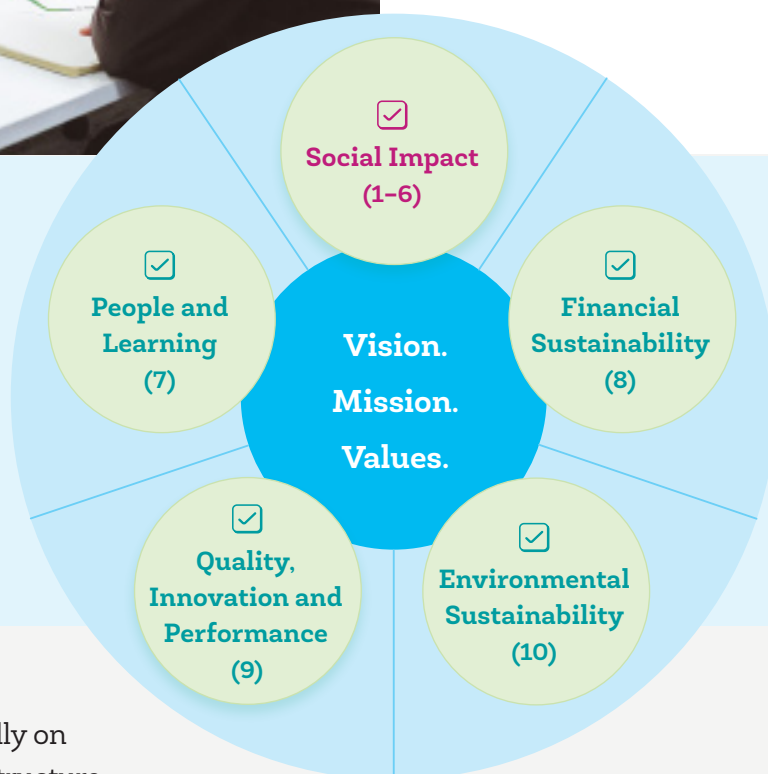 Social Impact
(1–6)
People and
Learning
(7)
Financial
Sustainability
(8)
Vision.
Mission.
Values.
Quality,
Innovation and
Performance
(9)
Environmental
Sustainability
(10)
on